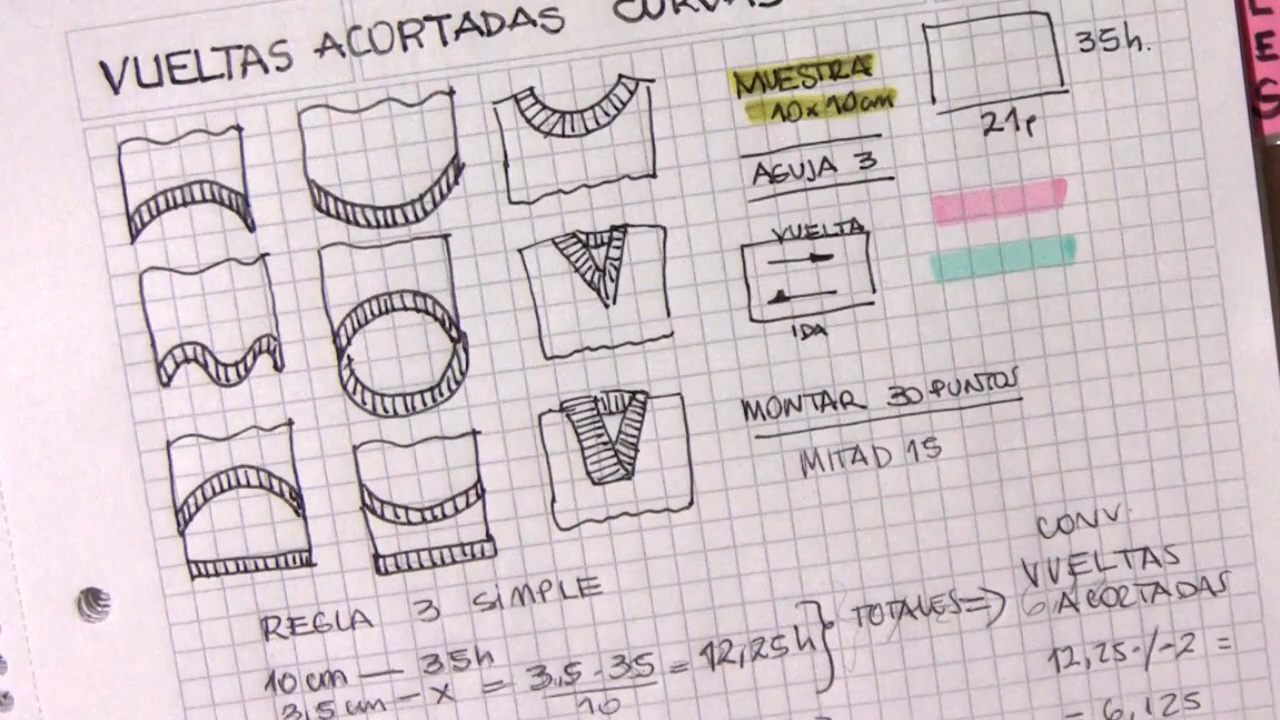 VUELTAS ACORTADAS CURVAS
MUESTRA
10 x 10 cm
AGUJA 3
35h.
21p
VUELTA
IDA
MONTAR 30 PUNTOS
MITAD 15
REGLA 3 SIMPLE
10 cm — 35h
3,5 cm — X = 3,5 · 35 / 10 = 12,25h } TOTALES =>
CONV.
VUELTAS
ACORTADAS
12,25 ·/· 2 =
= 6,125
L
E
S